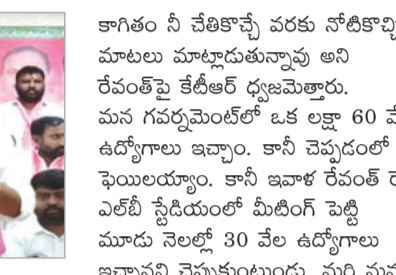 కాగితం నీ చేతికొచ్చే వరకు
మాటలు మాట్లాడుతున్నావు అని
రేవంత్‌పై కేటీఆర్ ధ్వజమెత్తారు.
మన గవర్నమెంట్‌లో ఒక లక్షా 60
ఉద్యోగాలు ఇచ్చాం. కానీ చెప్పడంలో
ఫెయిలయ్యాం. కానీ ఇవాళ రేవంత్
ఎల్‌బీ స్టేడియంలో మీటింగ్ పెట్టి
మూడు నెలల్లో 30 వేల ఉద్యోగాలు